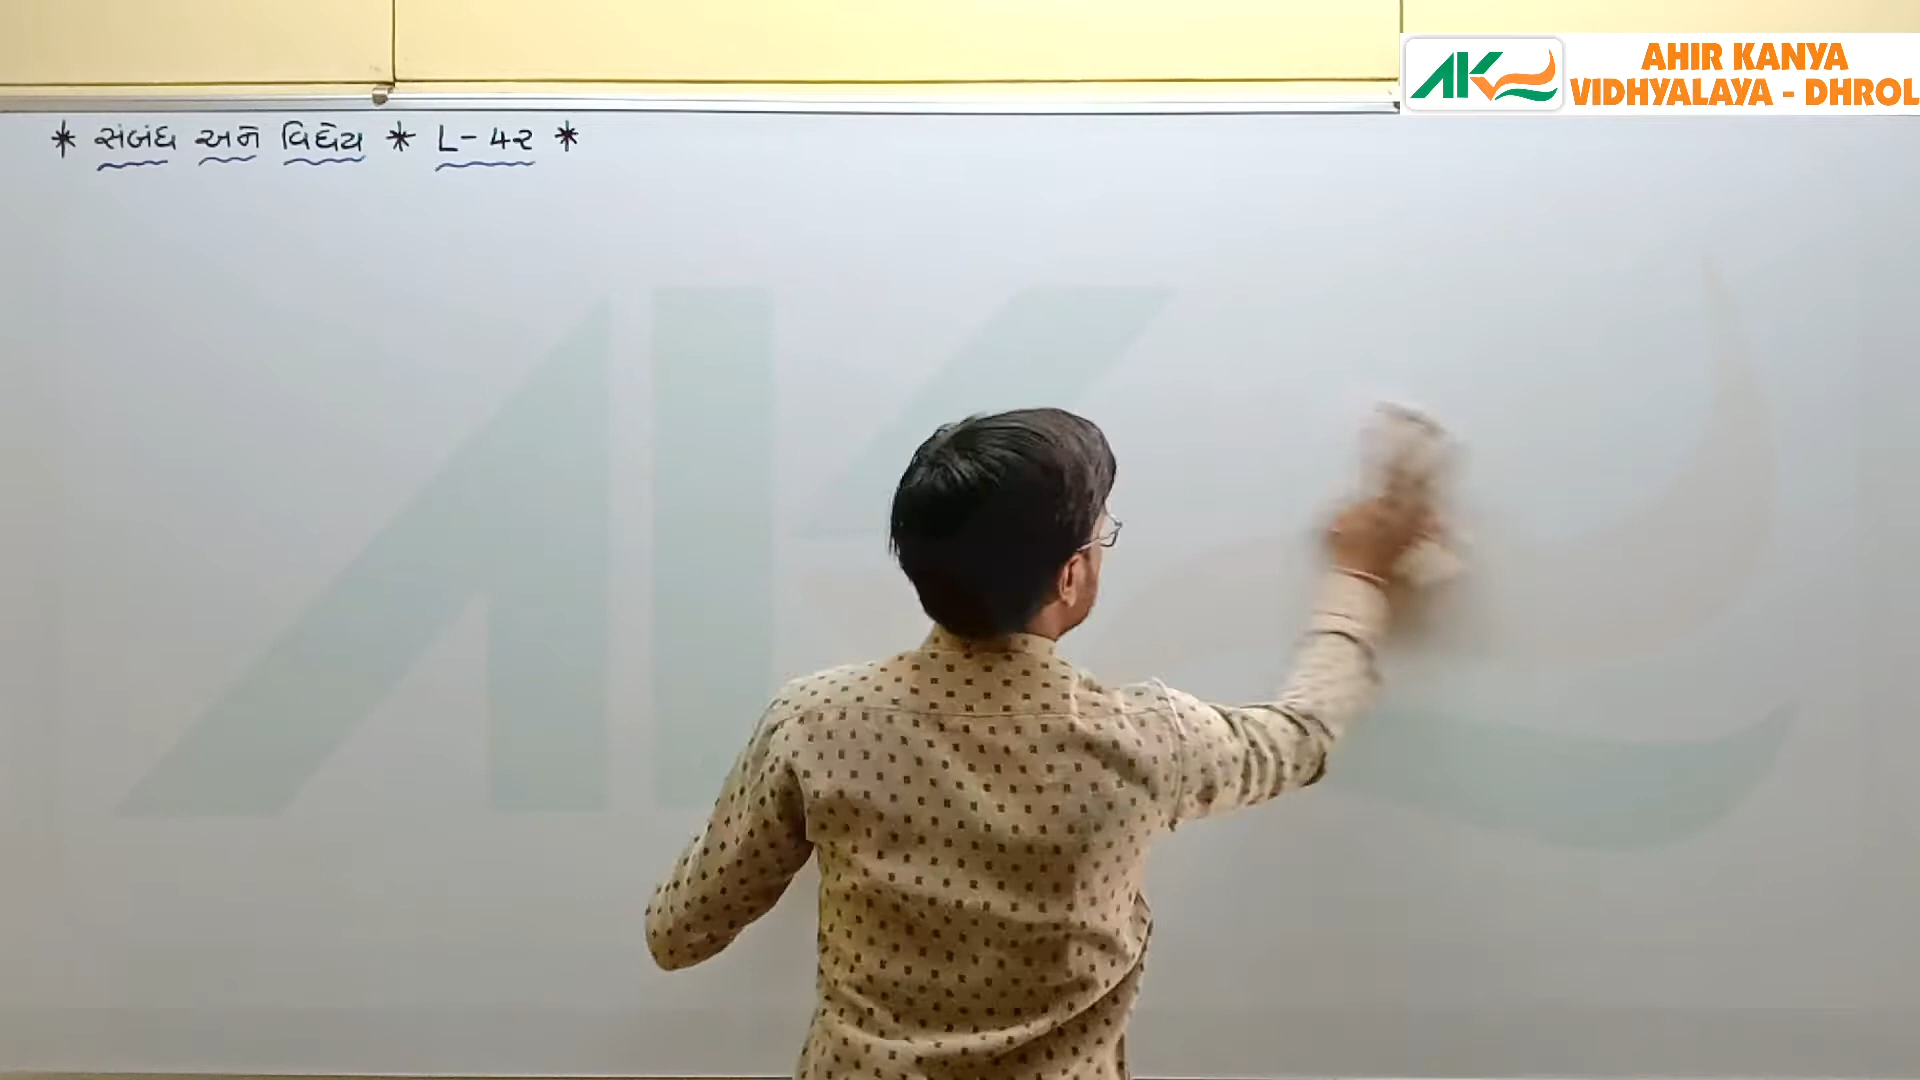 * સંબંધ અને વિધેય * L- ૪૨ *
AHIR KANYA
VIDHYALAYA - DHROL